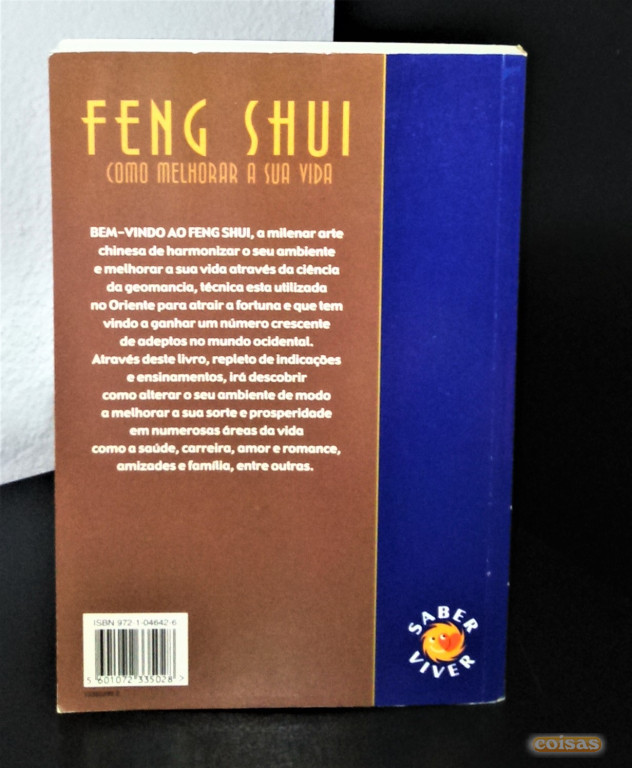 FENG SHUI
COMO MELHORAR A SUA VIDA
BEM-VINDO AO FENG SHUI, a milenar arte
chinesa de harmonizar o seu ambiente
e melhorar a sua vida através da ciência
da geomancia, técnica esta utilizada
no Oriente para atrair a fortuna e que tem
vindo a ganhar um número crescente
de adeptos no mundo ocidental.
Através deste livro, repleto de indicações
e ensinamentos, irá descobrir
como alterar o seu ambiente de modo
a melhorar a sua sorte e prosperidade
em numerosas áreas da vida
como a saúde, carreira, amor e romance,
amizades e família, entre outras.
ISBN 972-1-04642-6
5 601072 335028 >
SABER
VIVER
coisas